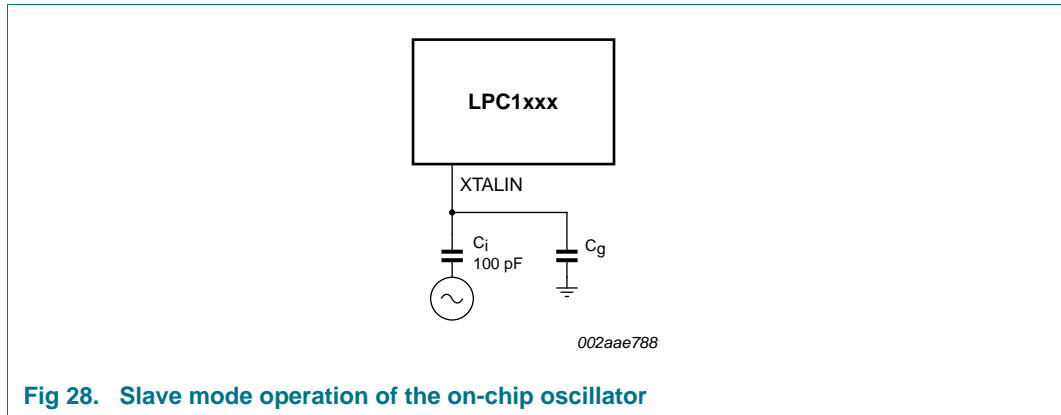 LPC1xxx
XTALIN
Ci
100 pF
Cg
002aae788
Fig 28. Slave mode operation of the on-chip oscillator